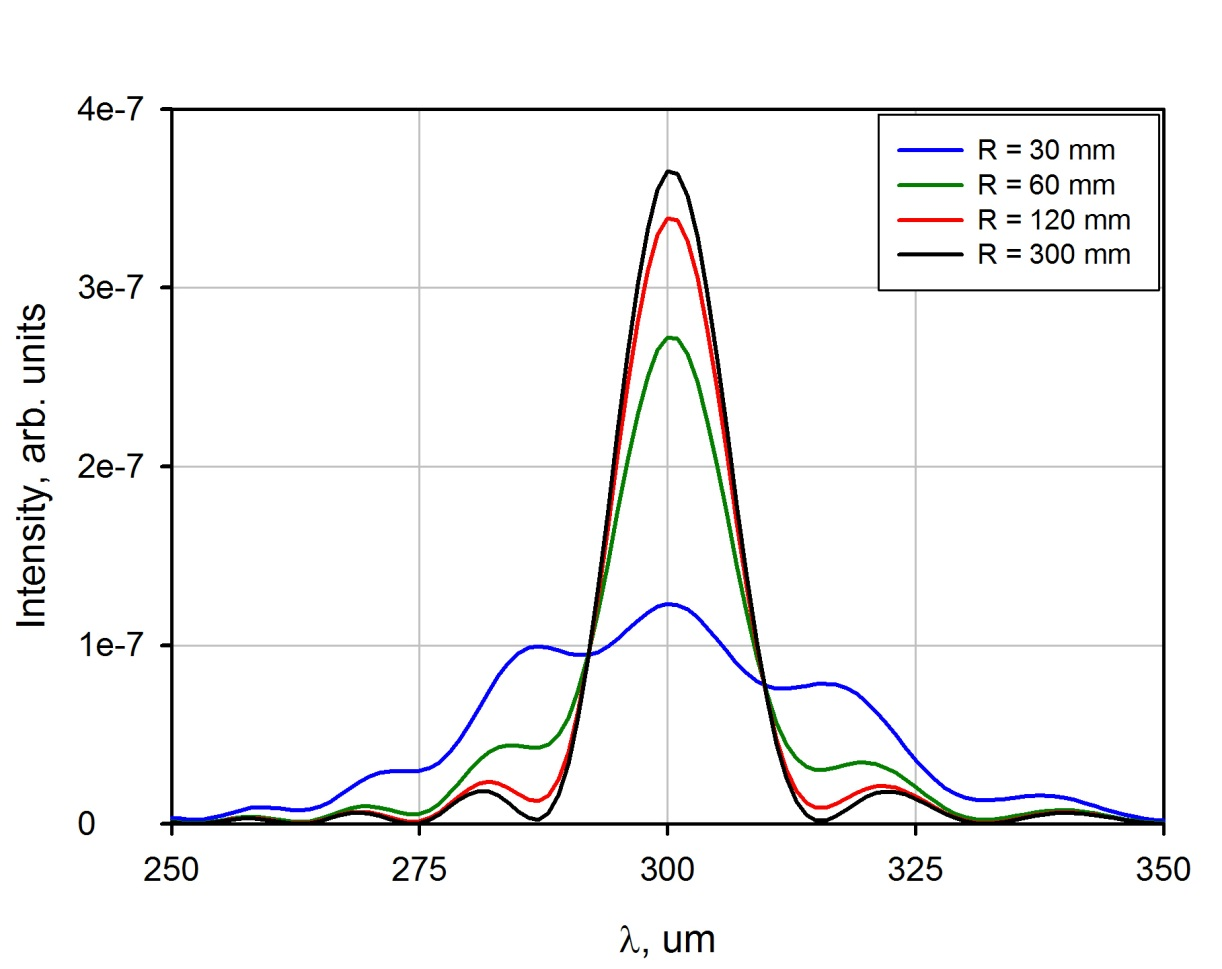 4e-7
3e-7
2e-7
1e-7
0
250
275
300
325
350
Intensity, arb. units
λ, um
R = 30 mm
R = 60 mm
R = 120 mm
R = 300 mm